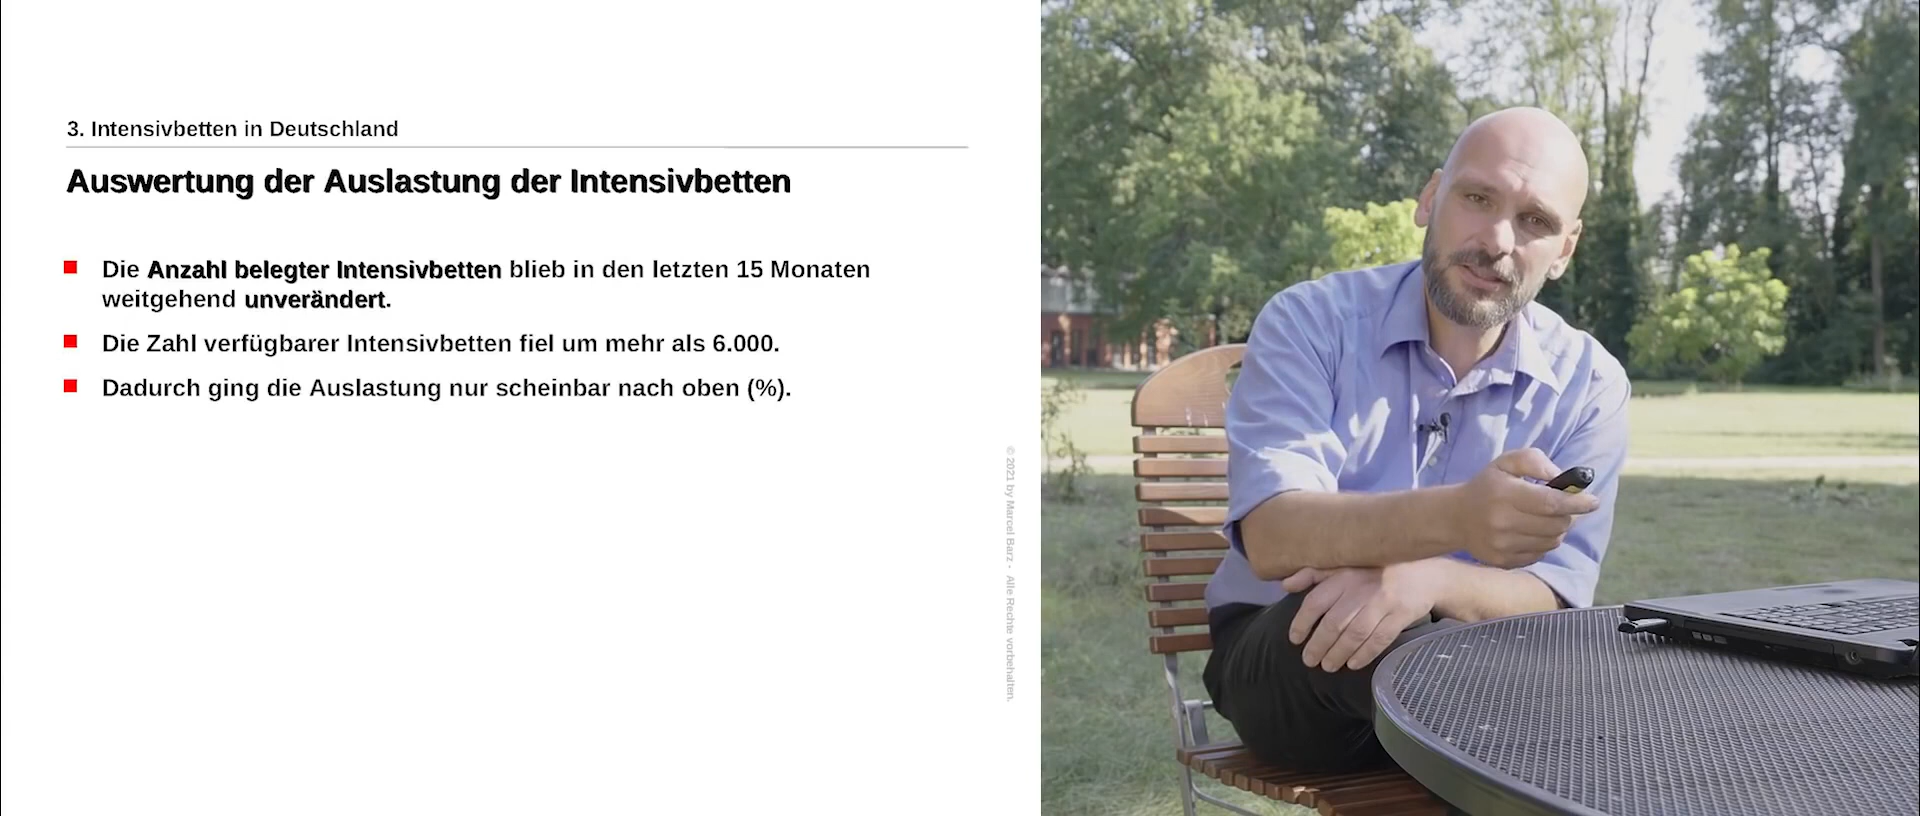 3. Intensivbetten in Deutschland
Auswertung der Auslastung der Intensivbetten
Die Anzahl belegter Intensivbetten blieb in den letzten 15 Monaten
weitgehend unverändert.
Die Zahl verfügbarer Intensivbetten fiel um mehr als 6.000.
Dadurch ging die Auslastung nur scheinbar nach oben (%).
© 2021 by Marcel Barz - Alle Rechte vorbehalten.